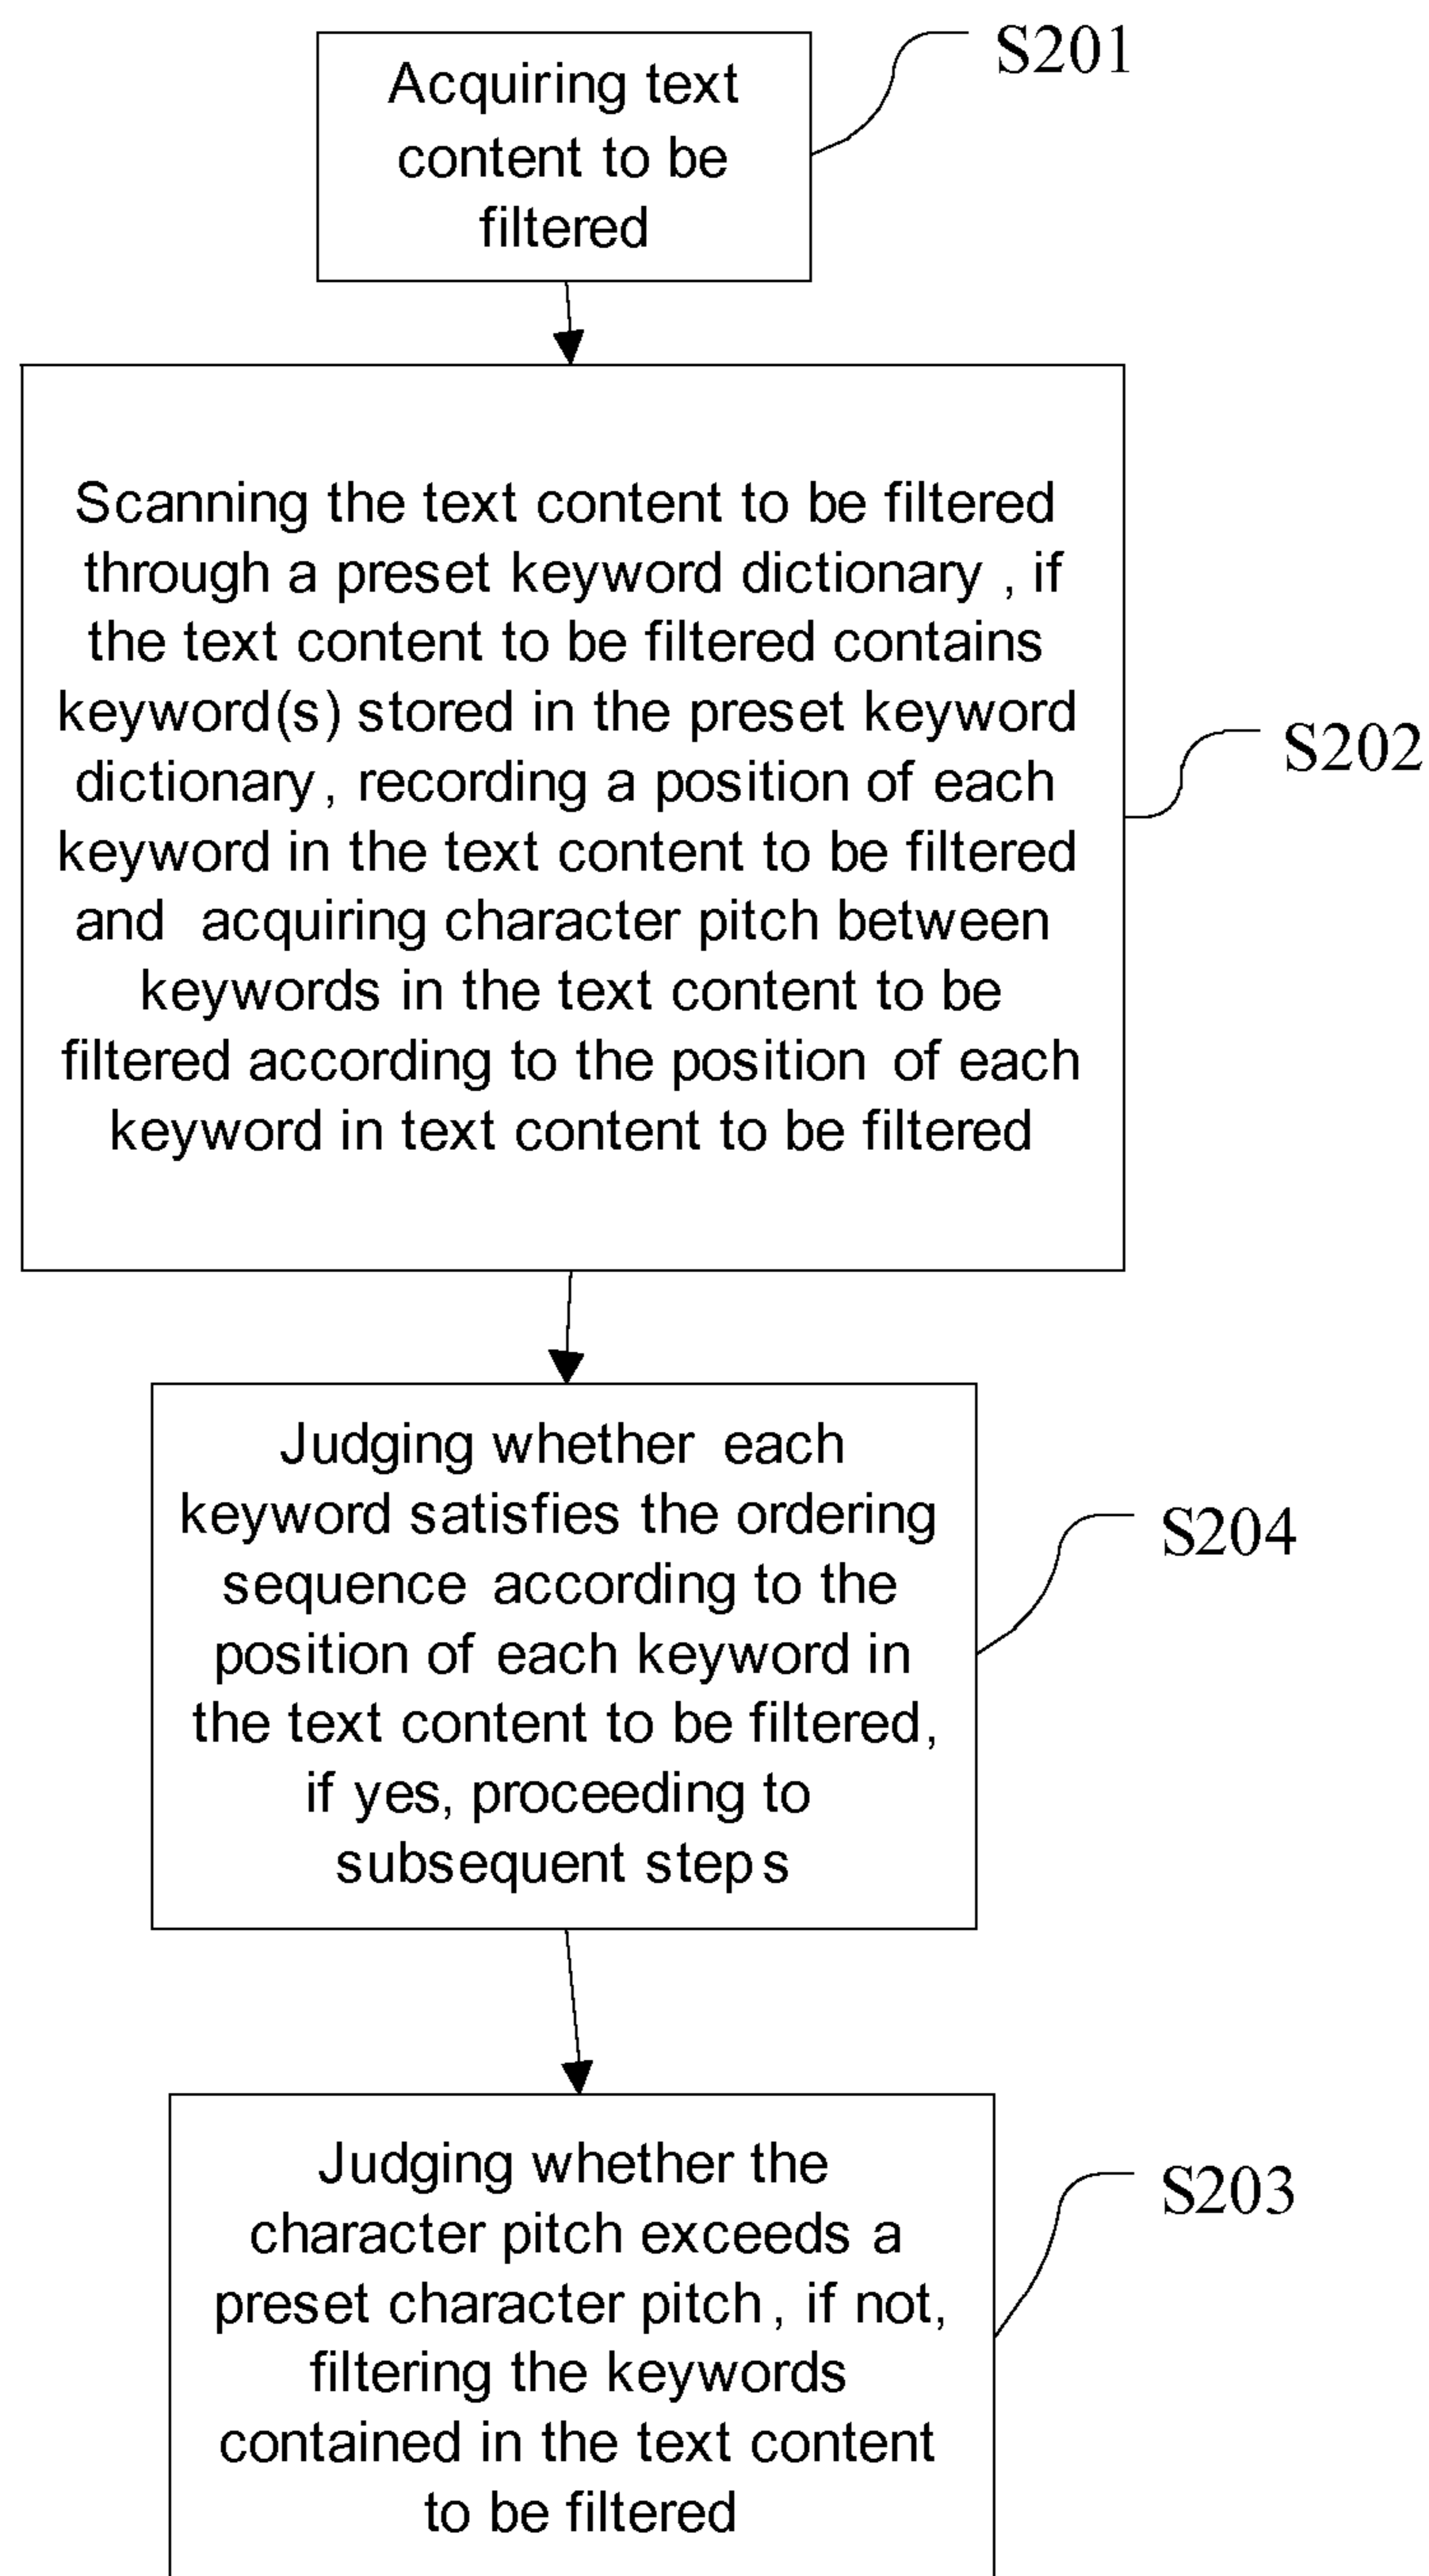 Acquiring text
content to be
filtered
S201
Scanning the text content to be filtered
through a preset keyword dictionary , if
the text content to be filtered contains
keyword(s) stored in the preset keyword
dictionary, recording a position of each
keyword in the text content to be filtered
and acquiring character pitch between
keywords in the text content to be
filtered according to the position of each
keyword in text content to be filtered
S202
Judging whether each
keyword satisfies the ordering
sequence according to the
position of each keyword in
the text content to be filtered,
if yes, proceeding to
subsequent steps
S204
Judging whether the
character pitch exceeds a
preset character pitch, if not,
filtering the keywords
contained in the text content
to be filtered
S203